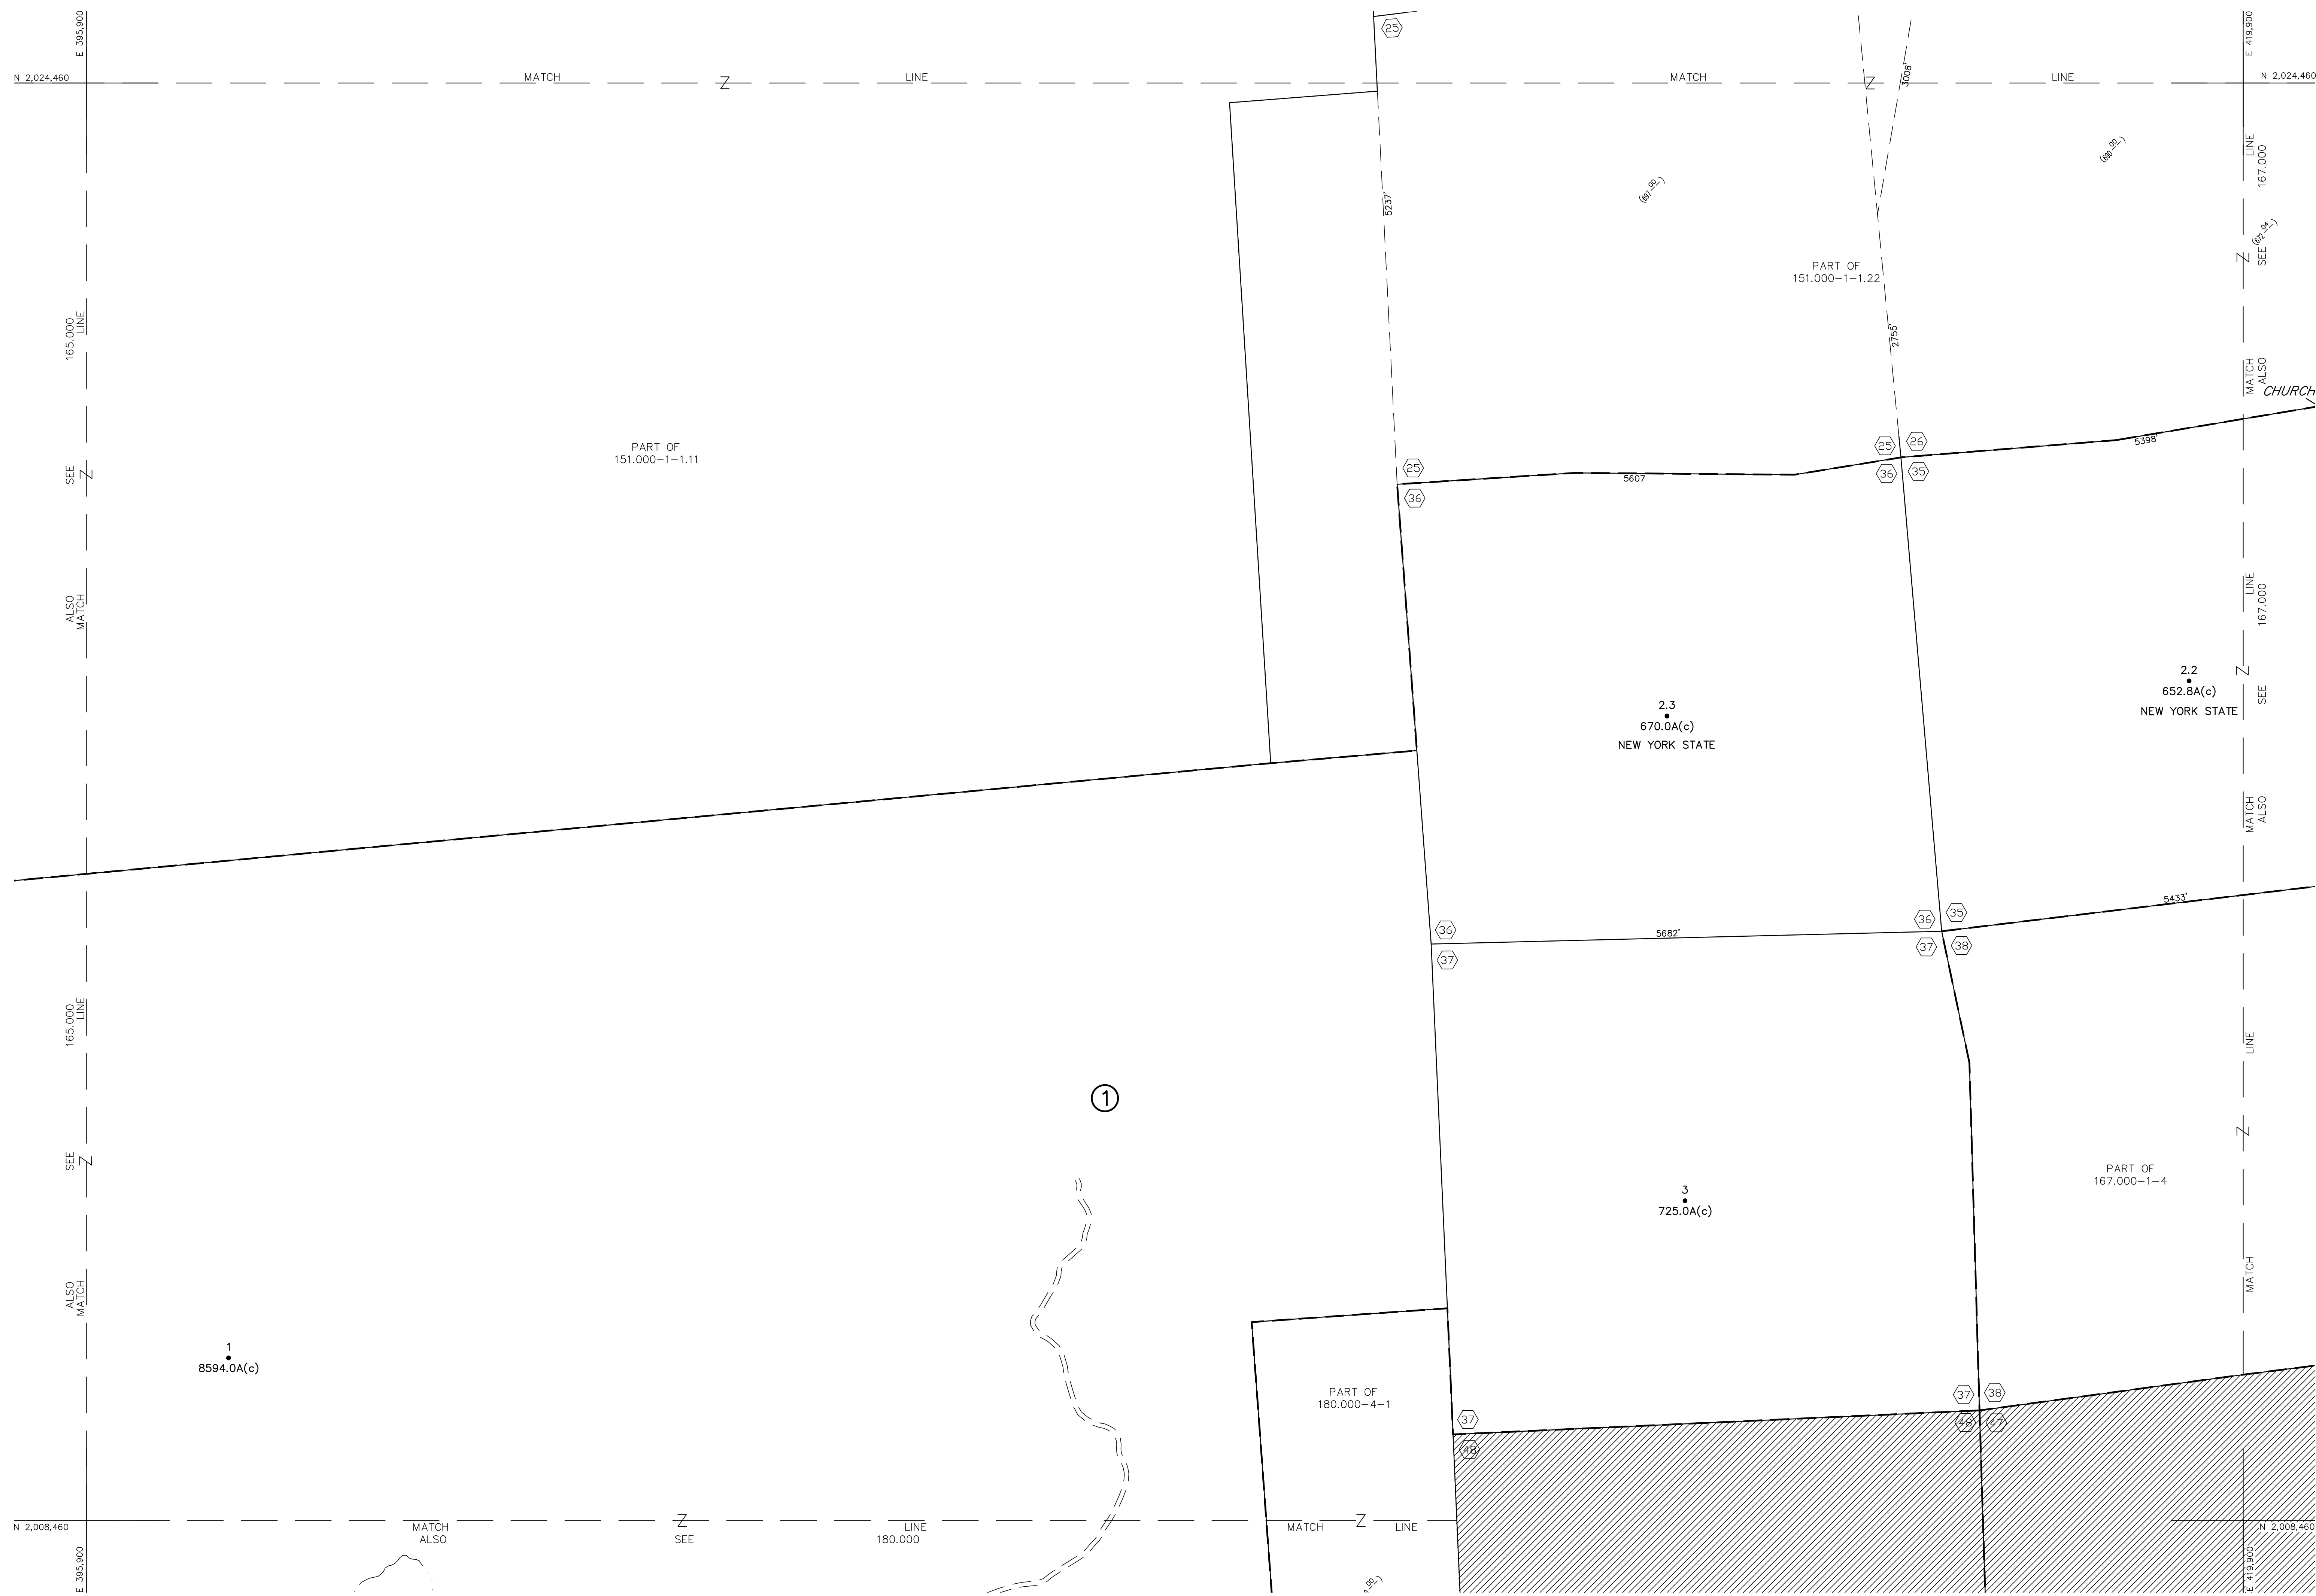 E 395,900
25
E 419,900
N 2,024,460
MATCH
Z
LINE
MATCH
Z
LINE
N 2,024,460
3008'
(690-00-)
LINE
167.000
(697-00-)
5237'
(672-04-)
Z
SEE
PART OF
151.000-1-1.22
165.000
LINE
2755'
MATCH
ALSO
CHURCH
PART OF
151.000-1-1.11
25
26
5398'
SEE
Z
25
36
35
5607
36
ALSO
MATCH
LINE
167.000
2.2
652.8A(c)
NEW YORK STATE
Z
SEE
2.3
670.0A(c)
NEW YORK STATE
MATCH
ALSO
5433'
36
5682'
36
35
37
37
38
165.000
LINE
LINE
1
Z
SEE
Z
PART OF
167.000-1-4
3
725.0A(c)
ALSO
MATCH
MATCH
1
8594.0A(c)
PART OF
180.000-4-1
37
38
37
48
47
48
N 2,008,460
MATCH
Z
LINE
MATCH
Z
LINE
N 2,008,460
ALSO
SEE
180.000
E 395,900
E 419,900